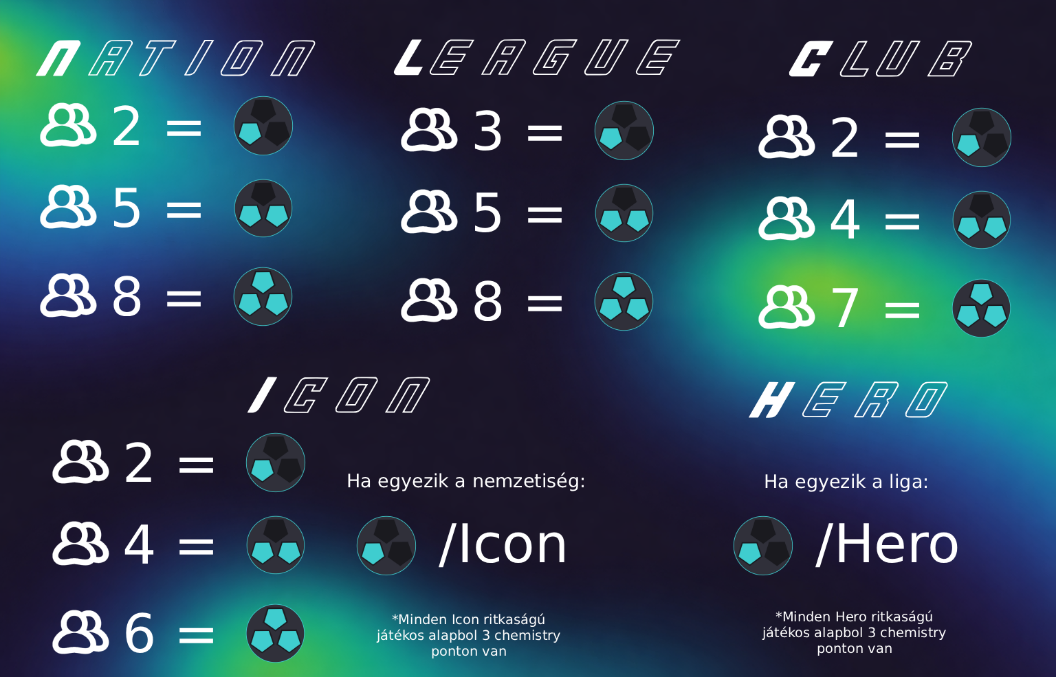 NATION
2 =
5 =
8 =
LEAGUE
3 =
5 =
8 =
CLUB
2 =
4 =
7 =
ICON
2 =
4 =
6 =
Ha egyezik a nemzetiség:
/Icon
*Minden Icon ritkaságú
játékos alapbol 3 chemistry
ponton van
HERO
Ha egyezik a liga:
/Hero
*Minden Hero ritkaságú
játékos alapbol 3 chemistry
ponton van